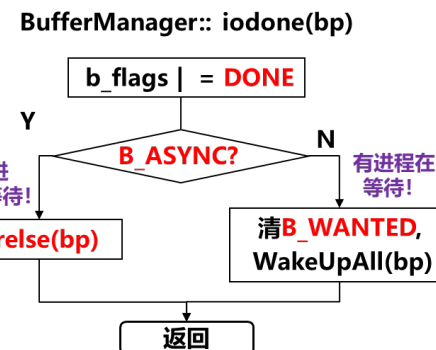 BufferManager:: iodone(bp)
b_flags | = DONE
Y
B_ASYNC?
N
进
等待!
有进程在
等待!
relse(bp)
清B_WANTED,
WakeUpAll(bp)
返回